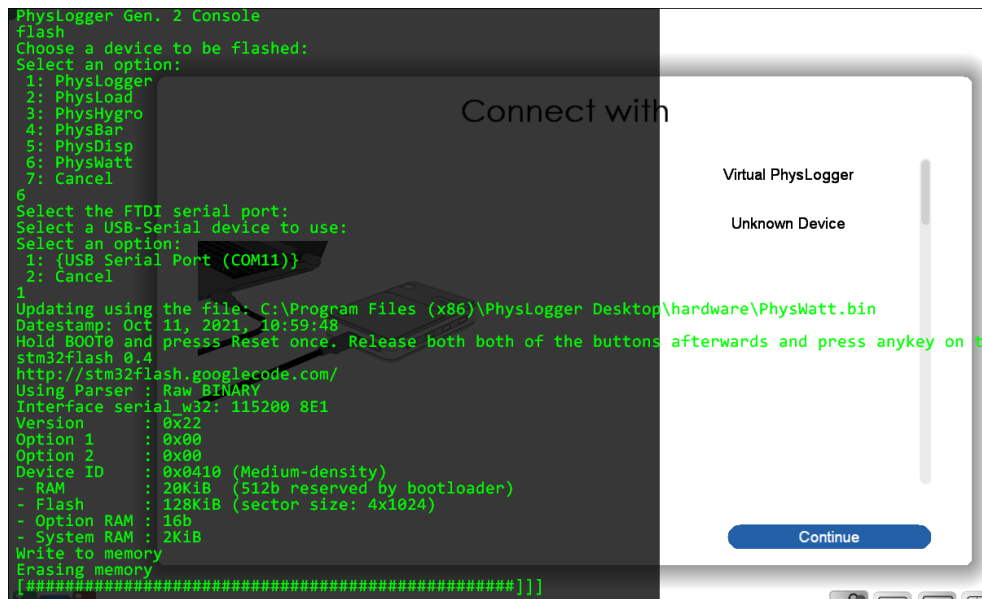 PhysLogger Gen. 2 Console
flash
Choose a device to be flashed:
Select an option:
1: PhysLogger
2: PhysLoad
3: PhysHygro
4: PhysBar
5: PhysDisp
6: PhysWatt
7: Cancel
6
Select the FTDI serial port:
Select a USB-Serial device to use:
Select an option:
1: {USB Serial Port (COM11)}
2: Cancel
1
Updating using the file: C:\Program Files (x86)\PhysLogger Desktop\hardware\PhysWatt.bin
Datestamp: Oct 11, 2021, 10:59:48
Hold BOOT0 and presss Reset once. Release both both of the buttons afterwards and press anykey on t
stm32flash 0.4
http://stm32flash.googlecode.com/
Using Parser : Raw BINARY
Interface serial_w32: 115200 8E1
Version : 0x22
Option 1 : 0x00
Option 2 : 0x00
Device ID : 0x0410 (Medium-density)
- RAM : 20KiB (512b reserved by bootloader)
- Flash : 128KiB (sector size: 4x1024)
- Option RAM : 16b
- System RAM : 2KiB
Write to memory
Erasing memory
[##################################################]]]
Connect with
Virtual PhysLogger
Unknown Device
Continue